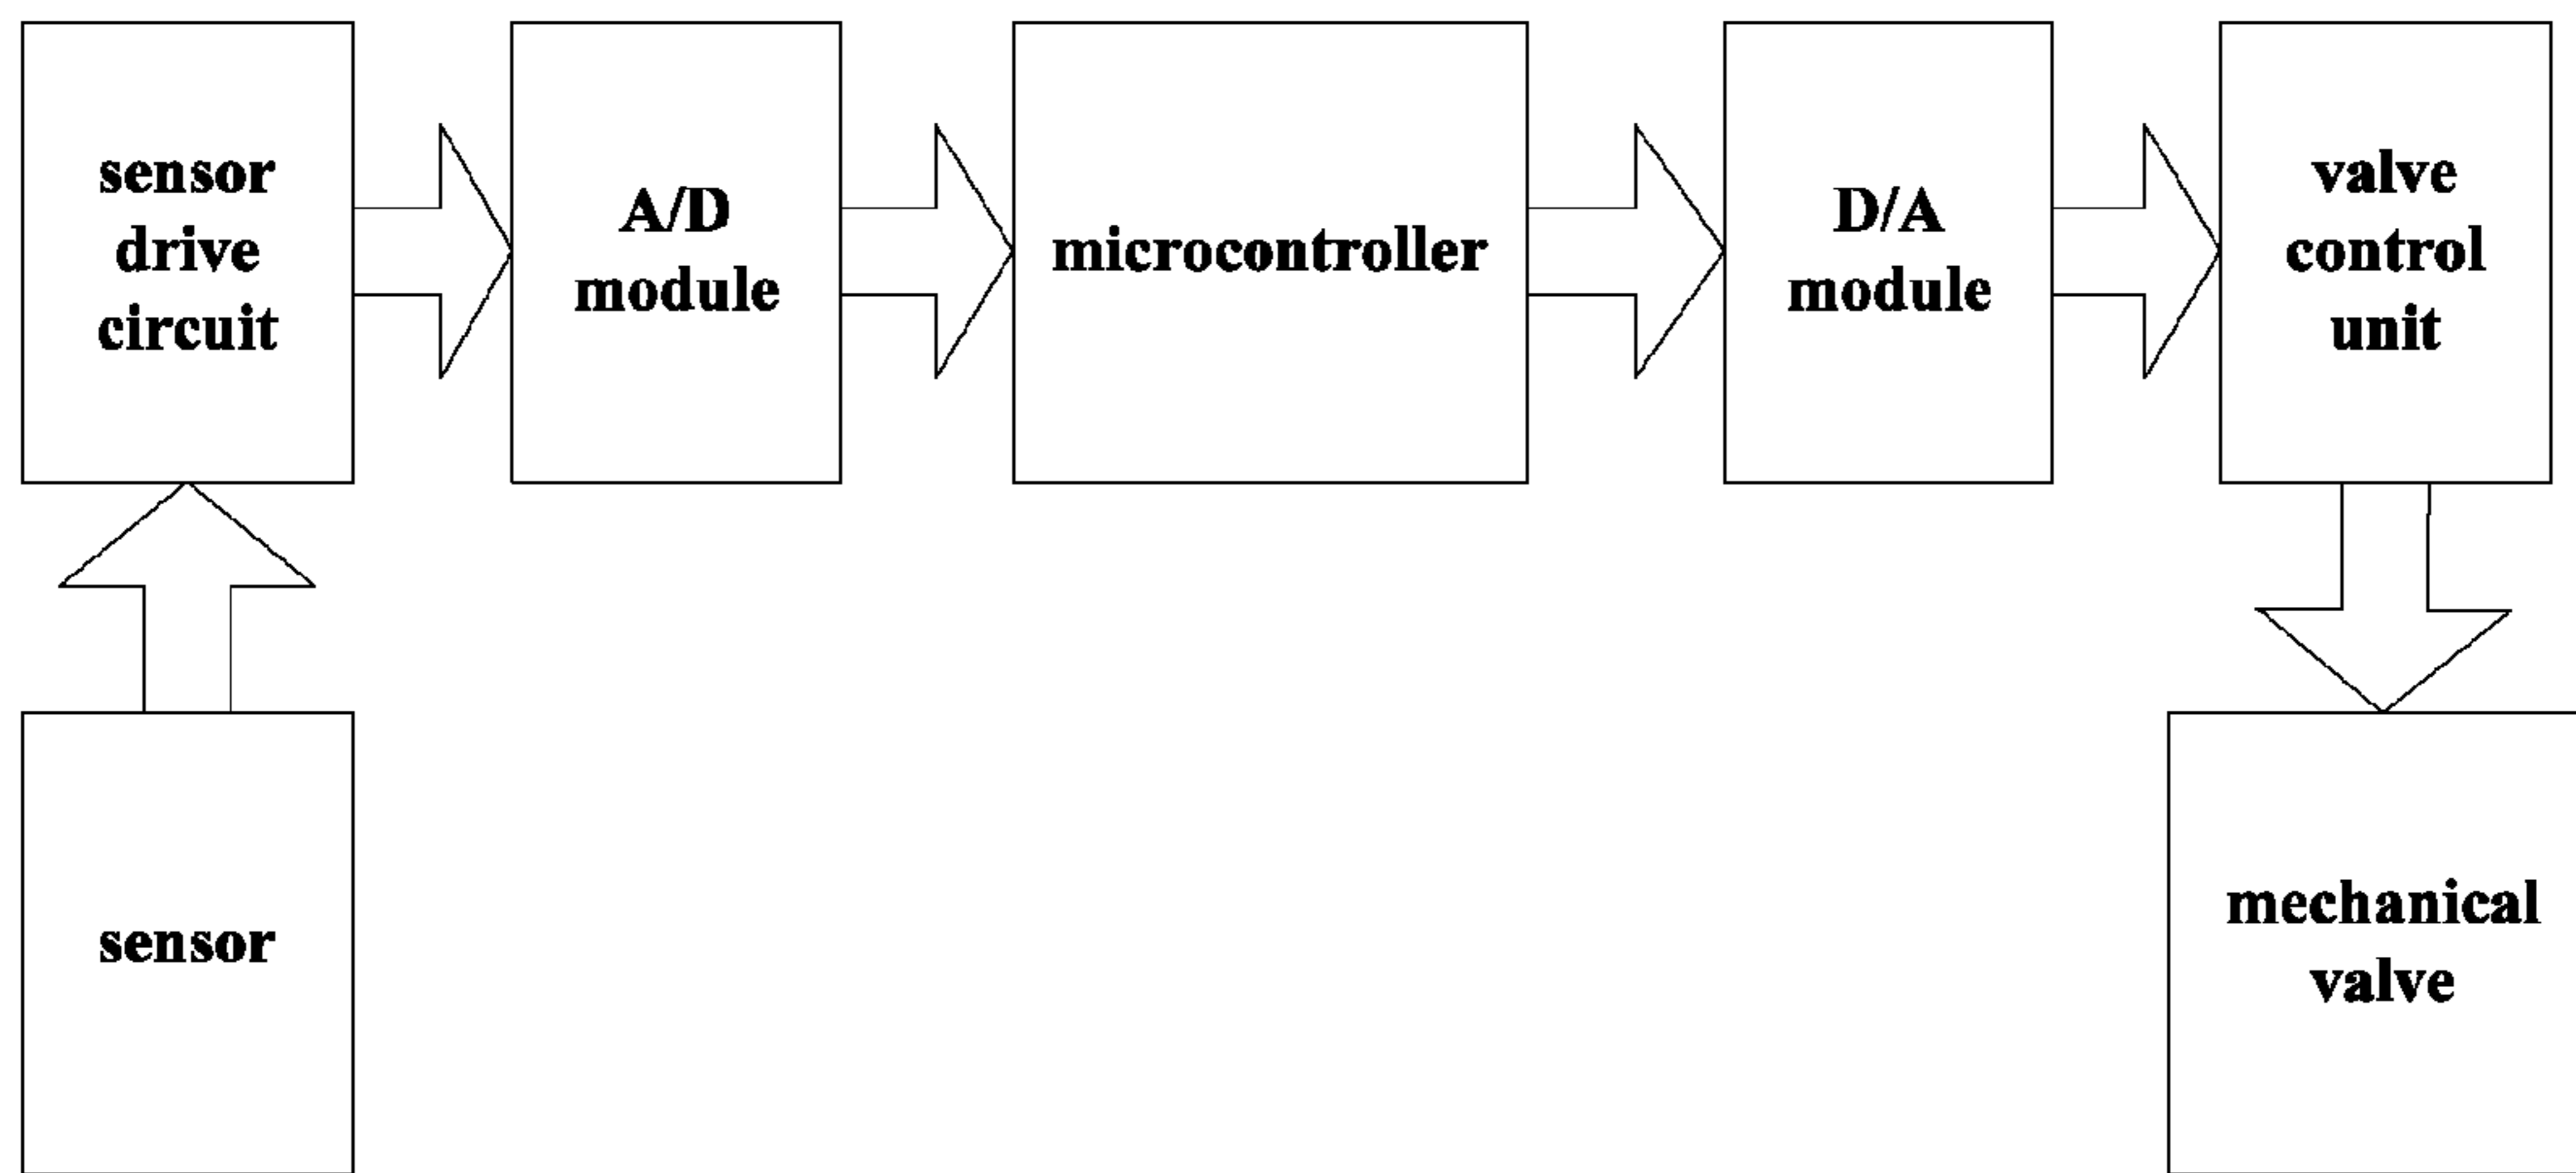 sensor
drive
circuit
A/D
module
microcontroller
D/A
module
valve
control
unit
sensor
mechanical
valve